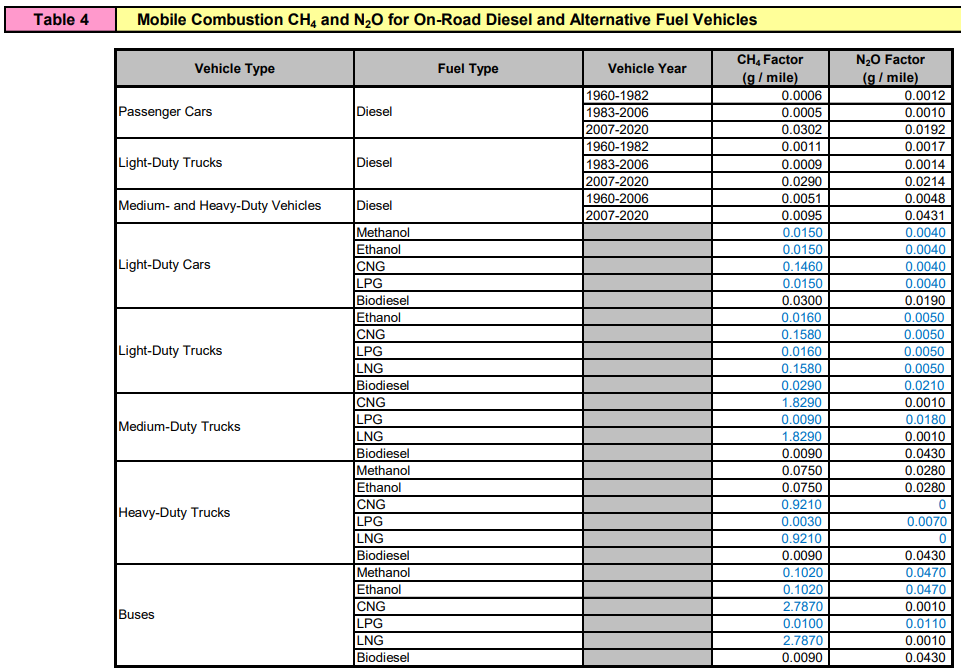 Table 4 Mobile Combustion CH₄ and N₂O for On-Road Diesel and Alternative Fuel Vehicles
Vehicle Type Fuel Type Vehicle Year CH₄ Factor (g / mile) N₂O Factor (g / mile)
Passenger Cars Diesel 1960-1982 0.0006 0.0012
1983-2006 0.0005 0.0010
2007-2020 0.0302 0.0192
Light-Duty Trucks Diesel 1960-1982 0.0011 0.0017
1983-2006 0.0009 0.0014
2007-2020 0.0290 0.0214
Medium- and Heavy-Duty Vehicles Diesel 1960-2006 0.0051 0.0048
2007-2020 0.0095 0.0431
Light-Duty Cars Methanol 0.0150 0.0040
Ethanol 0.0150 0.0040
CNG 0.1460 0.0040
LPG 0.0150 0.0040
Biodiesel 0.0300 0.0190
Light-Duty Trucks Ethanol 0.0160 0.0050
CNG 0.1580 0.0050
LPG 0.0160 0.0050
LNG 0.1580 0.0050
Biodiesel 0.0290 0.0210
Medium-Duty Trucks CNG 1.8290 0.0010
LPG 0.0090 0.0180
LNG 1.8290 0.0010
Biodiesel 0.0090 0.0430
Heavy-Duty Trucks Methanol 0.0750 0.0280
Ethanol 0.0750 0.0280
CNG 0.9210 0
LPG 0.0030 0.0070
LNG 0.9210 0
Biodiesel 0.0090 0.0430
Buses Methanol 0.1020 0.0470
Ethanol 0.1020 0.0470
CNG 2.7870 0.0010
LPG 0.0100 0.0110
LNG 2.7870 0.0010
Biodiesel 0.0090 0.0430